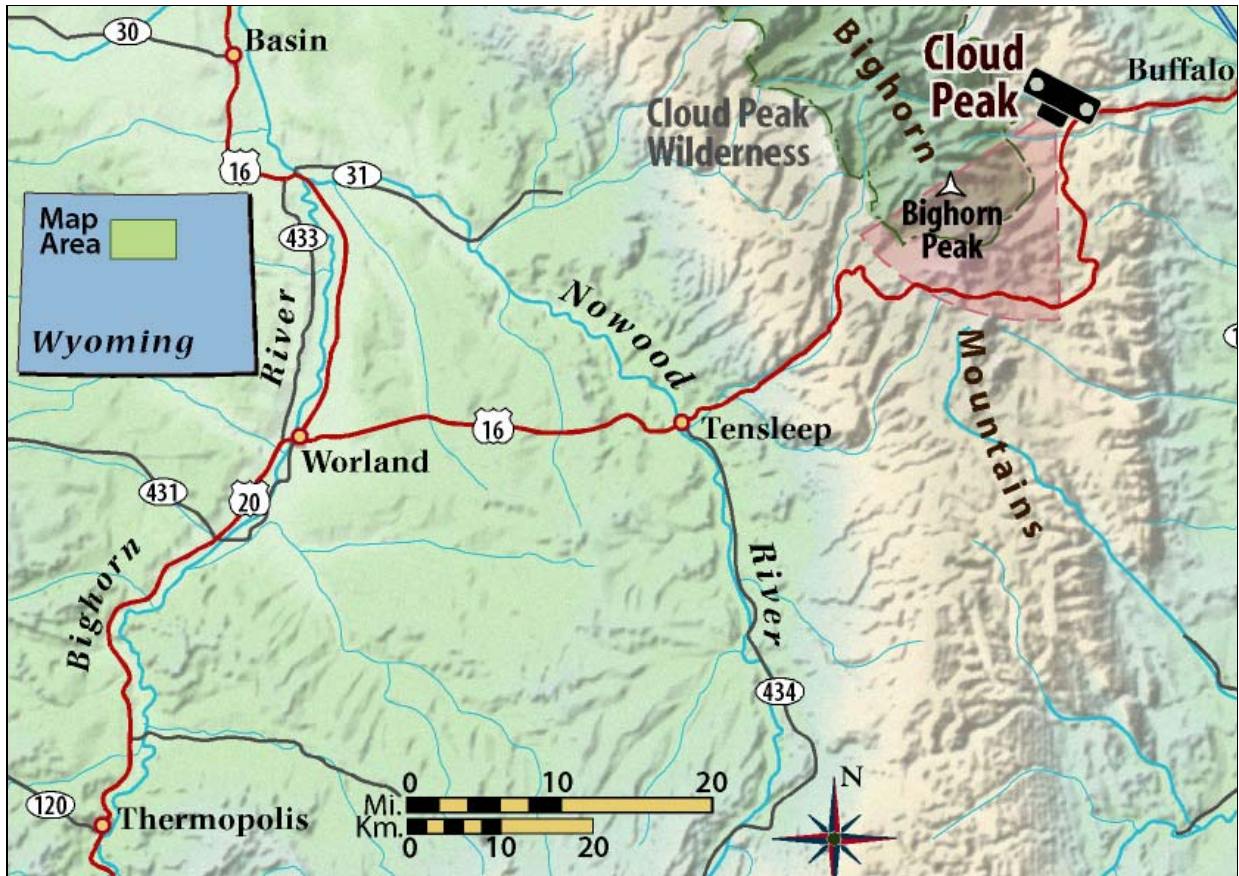 30
Basin
Bighorn
Cloud
Peak
Buffalo
Cloud Peak
Wilderness
16
31
Bighorn
Peak
Map
Area
433
Wyoming
River
Nowood
Mountains
16
Tensleep
Worland
431
20
Bighorn
River
434
N
0 10 20
Mi.
Km.
0 10 20
120
Thermopolis